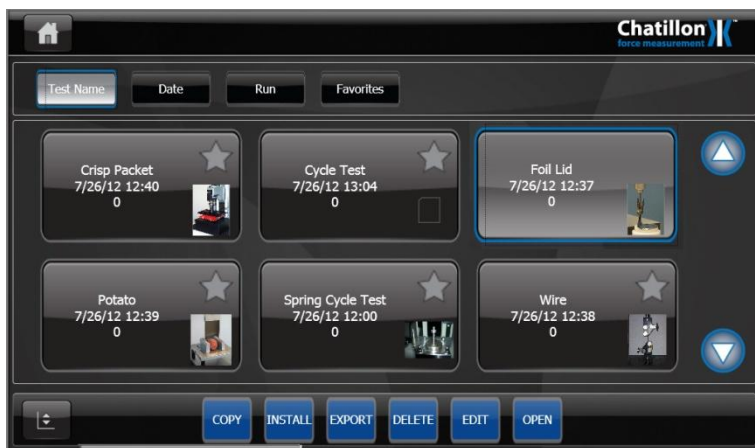 Chatillon™
force measurement
Test Name Date Run Favorites
Crisp Packet
7/26/12 12:40
0
Cycle Test
7/26/12 13:04
0
Foil Lid
7/26/12 12:37
0
Potato
7/26/12 12:39
0
Spring Cycle Test
7/26/12 12:00
0
Wire
7/26/12 12:38
0
COPY INSTALL EXPORT DELETE EDIT OPEN